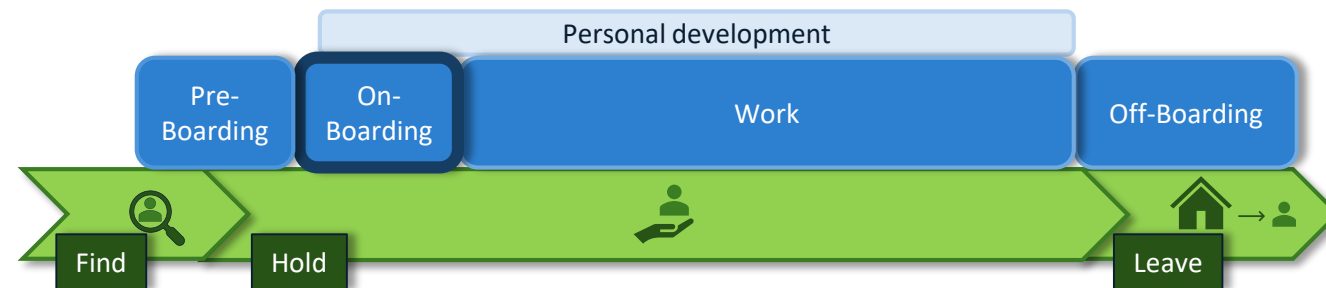 Personal development
Pre-
Boarding
On-
Boarding
Work
Off-Boarding
Find
Hold
Leave